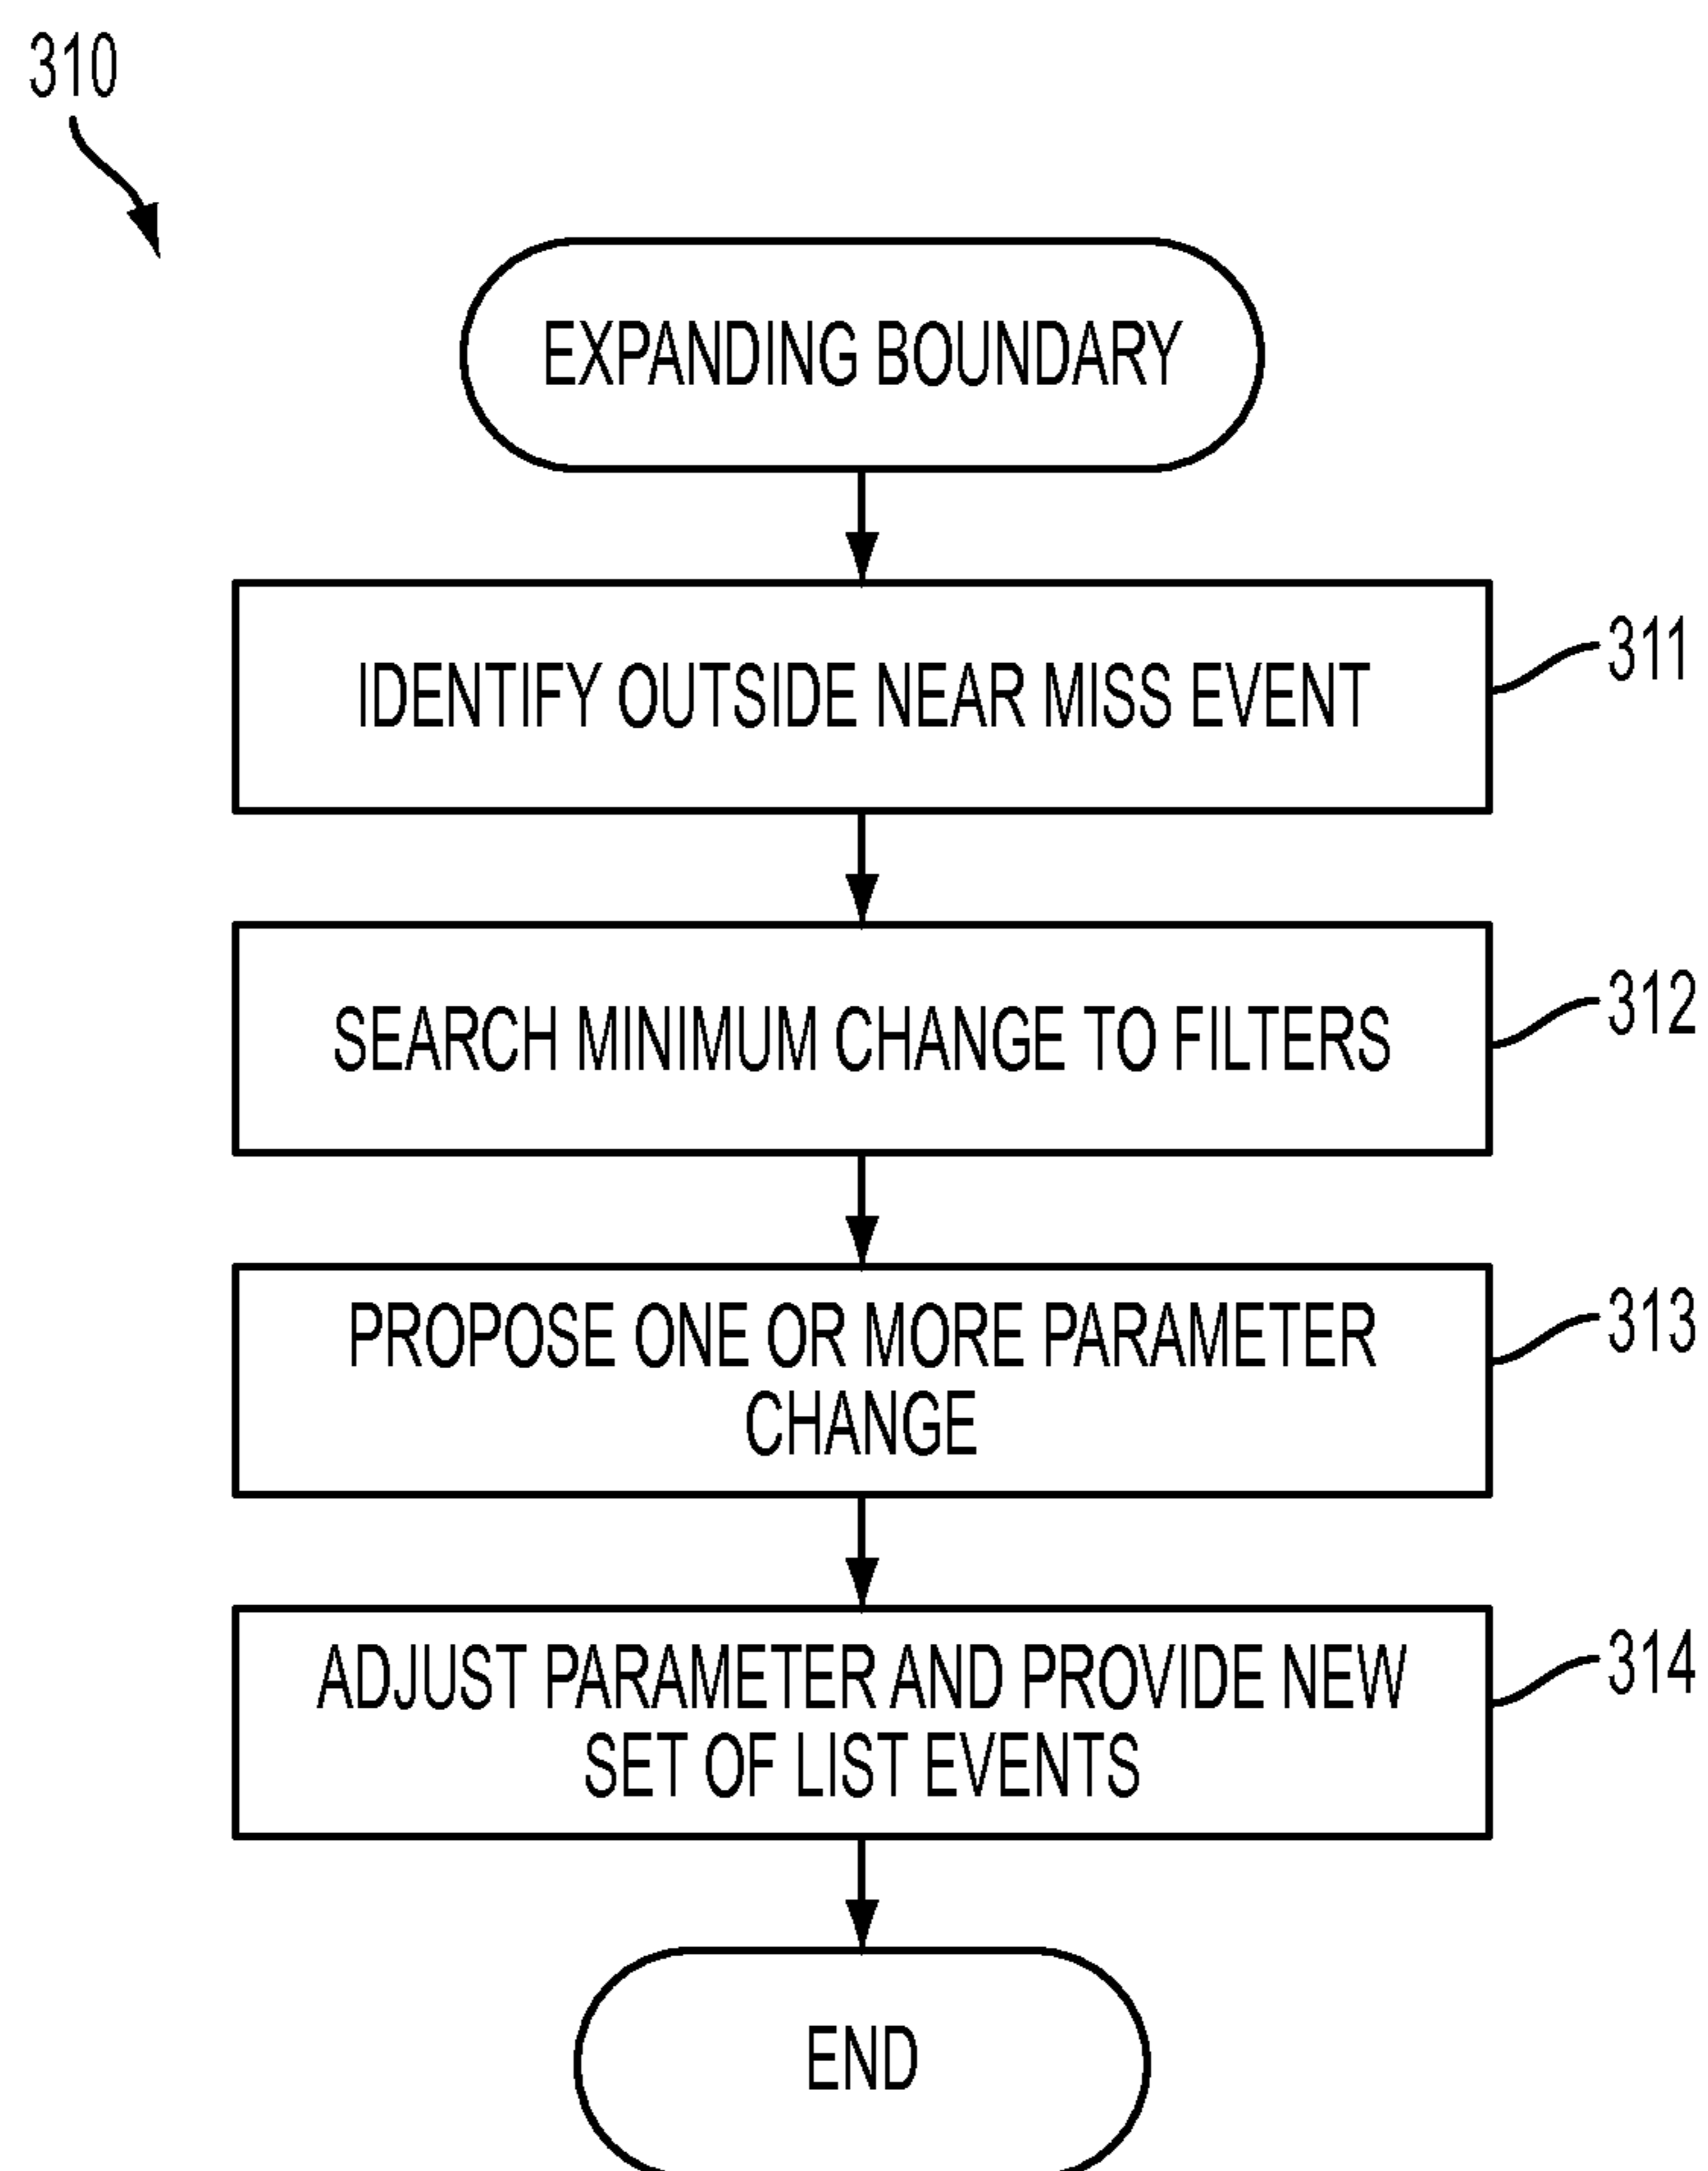 310
EXPANDING BOUNDARY
IDENTIFY OUTSIDE NEAR MISS EVENT
311
SEARCH MINIMUM CHANGE TO FILTERS
312
PROPOSE ONE OR MORE PARAMETER
CHANGE
313
ADJUST PARAMETER AND PROVIDE NEW
SET OF LIST EVENTS
314
END